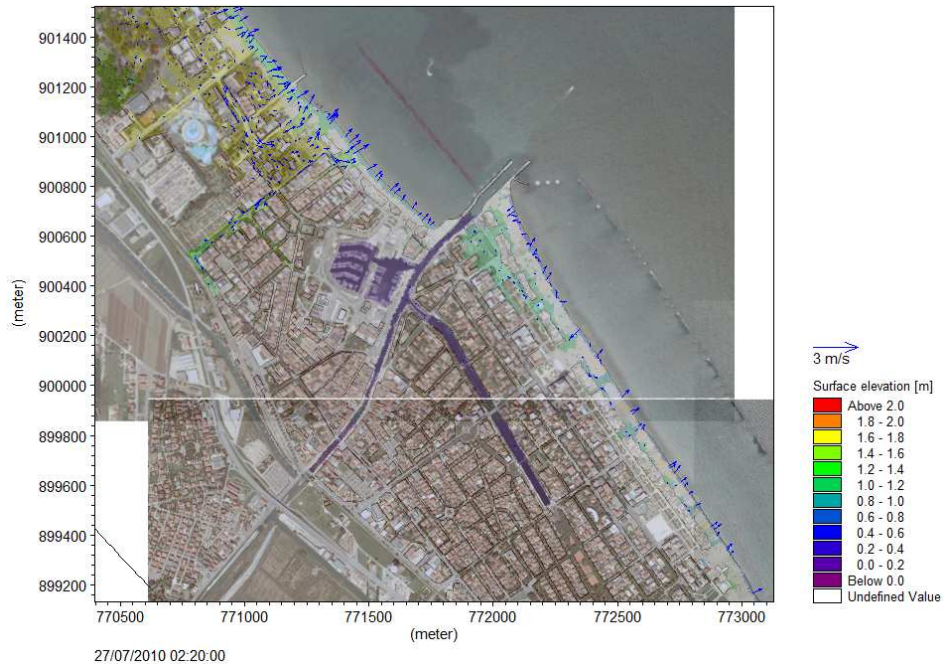 901400
901200
901000
900800
900600
900400
900200
900000
899800
899600
899400
899200
(meter)
770500 771000 771500 772000 772500 773000
(meter)
27/07/2010 02:20:00
3 m/s
Surface elevation [m]
Above 2.0
1.8 - 2.0
1.6 - 1.8
1.4 - 1.6
1.2 - 1.4
1.0 - 1.2
0.8 - 1.0
0.6 - 0.8
0.4 - 0.6
0.2 - 0.4
0.0 - 0.2
Below 0.0
Undefined Value